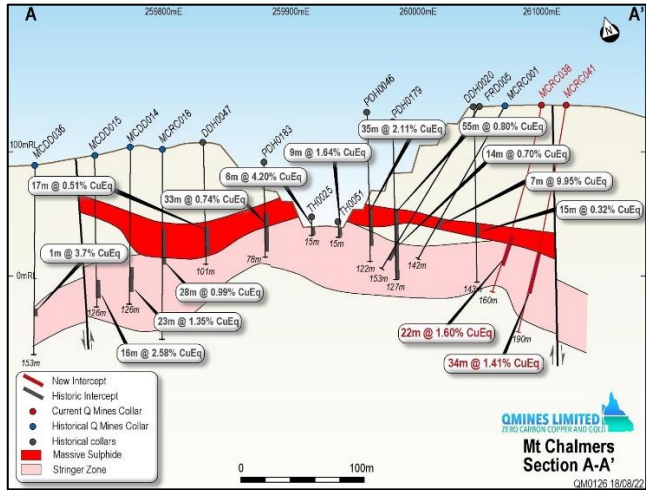 A
A'
259800mE
259900mE
260000mE
261000mE
N
MCDD036
MCDD015
MCDD014
MCRC016
DDH0047
PDH0183
TH0025
TH0051
PDH0046
PDH0179
DDH0020
FRD005
MCRC001
MCRC038
MCRC041
100mRL
0mRL
17m @ 0.51% CuEq
33m @ 0.74% CuEq
6m @ 4.20% CuEq
9m @ 1.64% CuEq
35m @ 2.11% CuEq
55m @ 0.80% CuEq
14m @ 0.70% CuEq
7m @ 9.95% CuEq
15m @ 0.32% CuEq
1m @ 3.7% CuEq
28m @ 0.99% CuEq
23m @ 1.35% CuEq
16m @ 2.58% CuEq
22m @ 1.60% CuEq
34m @ 1.41% CuEq
153m
126m
126m
101m
78m
15m
15m
122m
153m
127m
142m
143m
160m
190m
New Intercept
Historic Intercept
Current Q Mines Collar
Historical Q Mines Collar
Historical collars
Massive Sulphide
Stringer Zone
0
100m
QMINES LIMITED
ZERO CARBON COPPER AND GOLD
Mt Chalmers
Section A-A'
QM0126 18/08/22